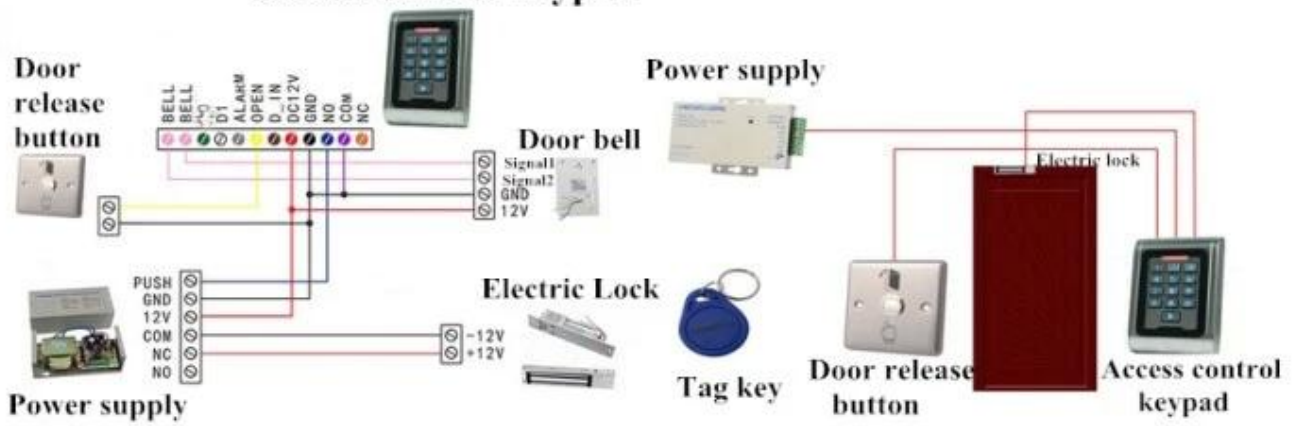 Door
release
button
BELL
BELL
D1
ALARM
OPEN
D_IN
DC12V
GND
NO
COM
NC
Door bell
Signal1
Signal2
GND
12V
PUSH
GND
12V
COM
NC
NO
Power supply
Electric Lock
-12V
+12V
Power supply
Electric lock
Tag key
Door release
button
Access control
keypad